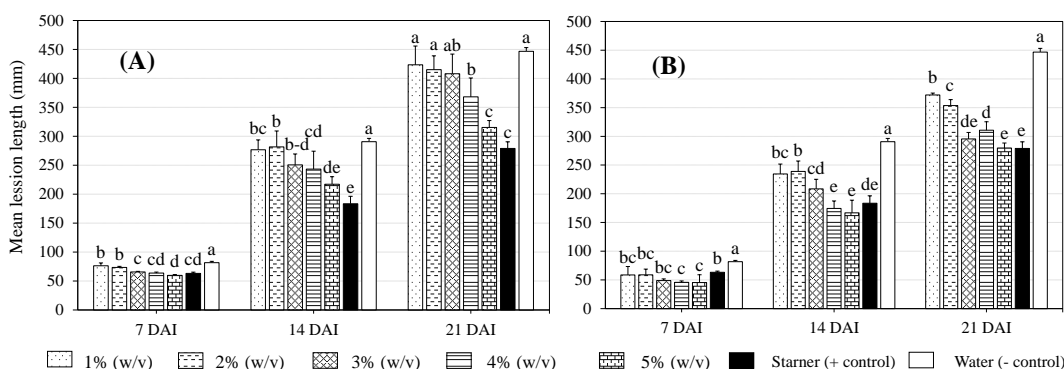 Mean lession length (mm)
500
450
400
350
300
250
200
150
100
50
0
(A)
b b c cd d cd a
bc b b-d cd de e a
a a ab b c c a
7 DAI 14 DAI 21 DAI
500
450
400
350
300
250
200
150
100
50
0
(B)
bc bc bc c c b a
bc b cd e e de a
b c de d e e a
7 DAI 14 DAI 21 DAI
1% (w/v) 2% (w/v) 3% (w/v) 4% (w/v) 5% (w/v) Starner (+ control) Water (- control)